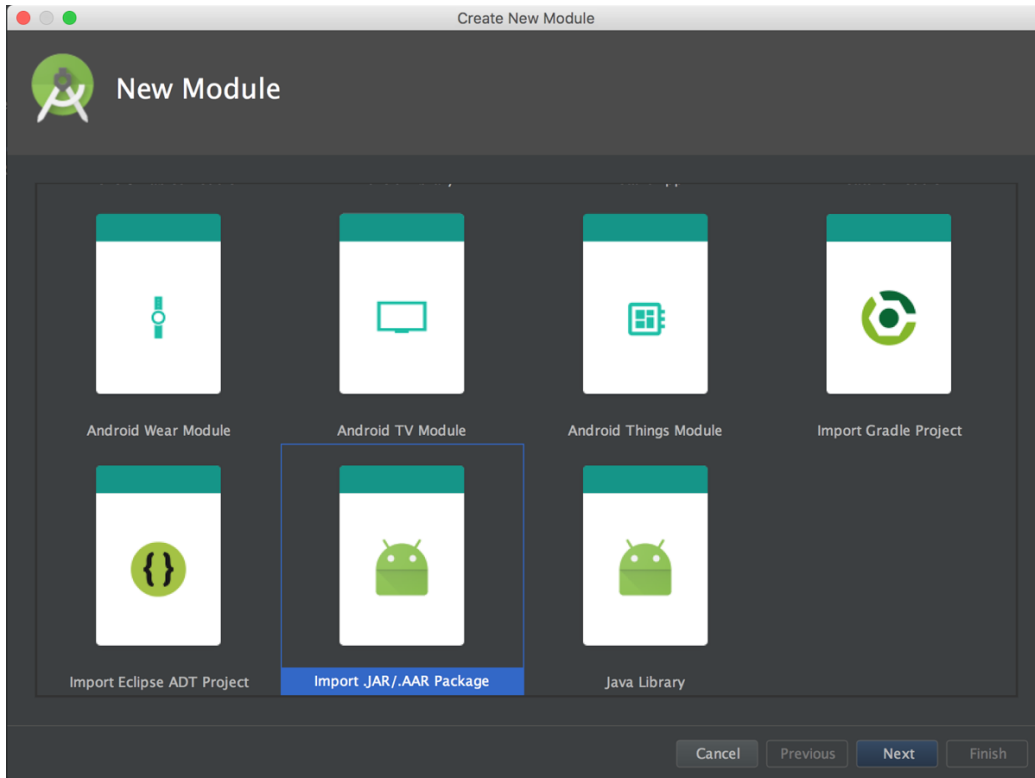 Create New Module
New Module
Android Wear Module
Android TV Module
Android Things Module
Import Gradle Project
Import Eclipse ADT Project
Import .JAR/.AAR Package
Java Library
Cancel
Previous
Next
Finish